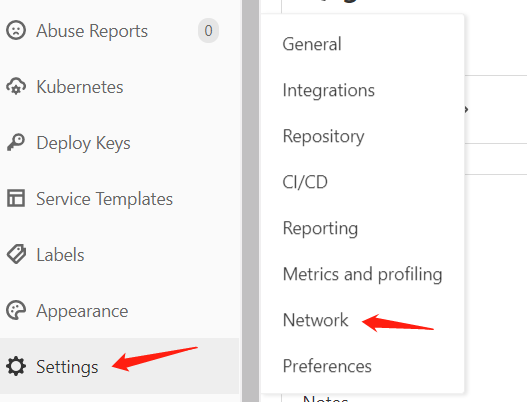 Abuse Reports 0
Kubernetes
Deploy Keys
Service Templates
Labels
Appearance
Settings
General
Integrations
Repository
CI/CD
Reporting
Metrics and profiling
Network
Preferences